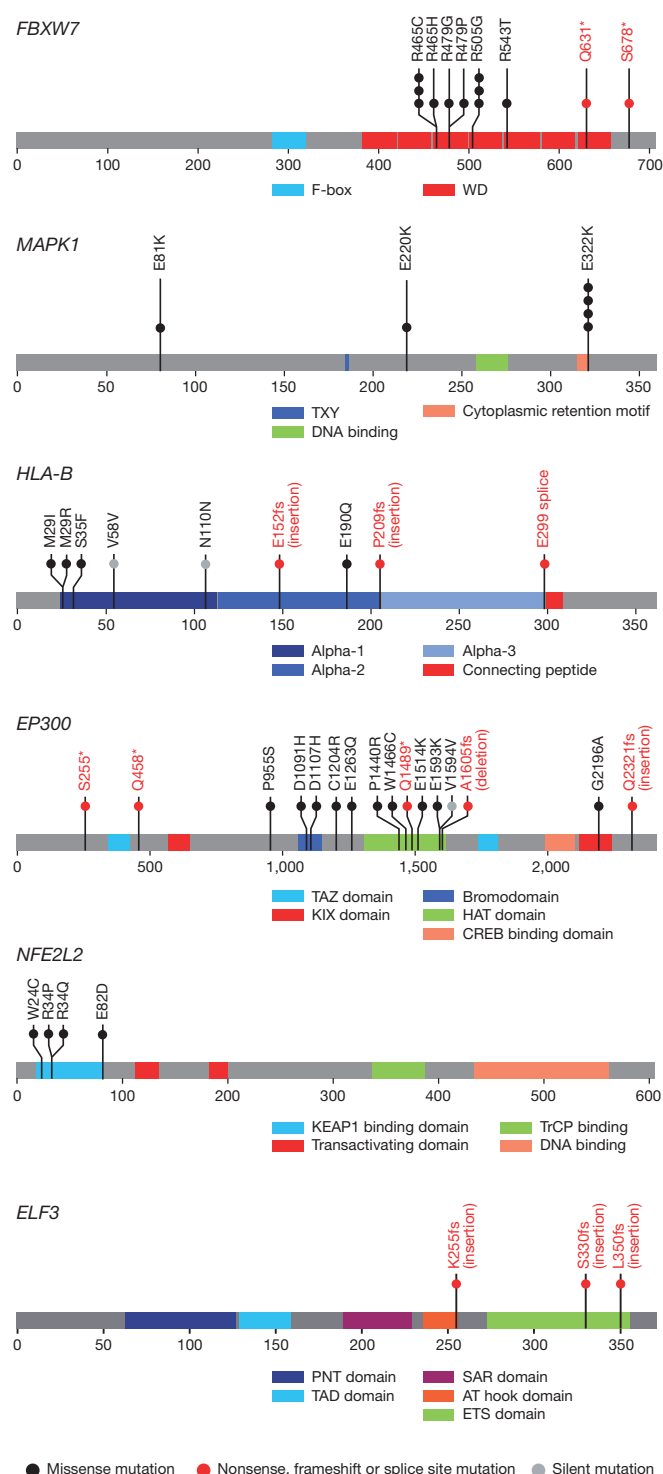 FBXW7
R465C
R465H
R479G
R479P
R505G
R543T
Q631*
S678*
0 100 200 300 400 500 600 700
F-box
WD
MAPK1
E81K
E220K
E322K
0 50 100 150 200 250 300 350
TXY
Cytoplasmic retention motif
DNA binding
HLA-B
M29I
M29R
S35F
V58V
N110N
E152fs
(insertion)
E190Q
P209fs
(insertion)
E299 splice
0 50 100 150 200 250 300 350
Alpha-1
Alpha-3
Alpha-2
Connecting peptide
EP300
S255*
Q458*
P955S
D1091H
D1107H
C1204R
E1263Q
P1440R
W1466C
Q1489*
E1514K
E1593K
V1594V
A1605fs
(deletion)
G2196A
Q2321fs
(insertion)
0 500 1,000 1,500 2,000
TAZ domain
Bromodomain
KIX domain
HAT domain
CREB binding domain
NFE2L2
W24C
R34P
R34Q
E82D
0 100 200 300 400 500 600
KEAP1 binding domain
TrCP binding
Transactivating domain
DNA binding
ELF3
K255fs
(insertion)
S330fs
(insertion)
L350fs
(insertion)
0 50 100 150 200 250 300 350
PNT domain
SAR domain
TAD domain
AT hook domain
ETS domain
Missense mutation
Nonsense, frameshift or splice site mutation
Silent mutation